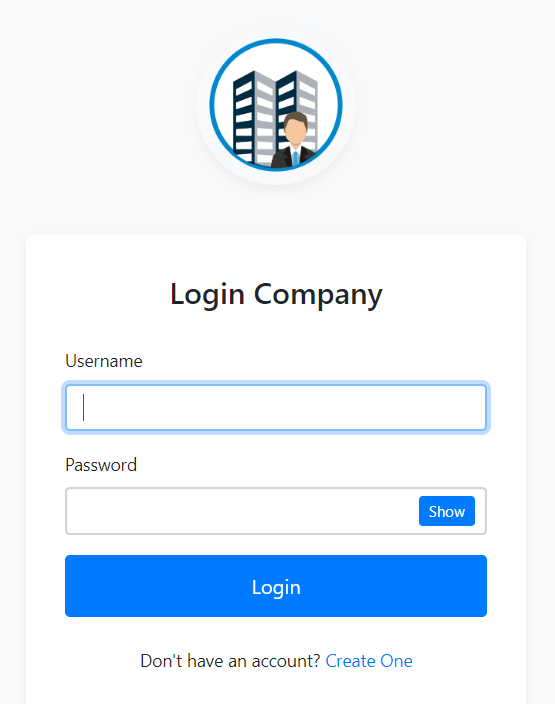 Login Company
Username
Password
Show
Login
Don't have an account? Create One